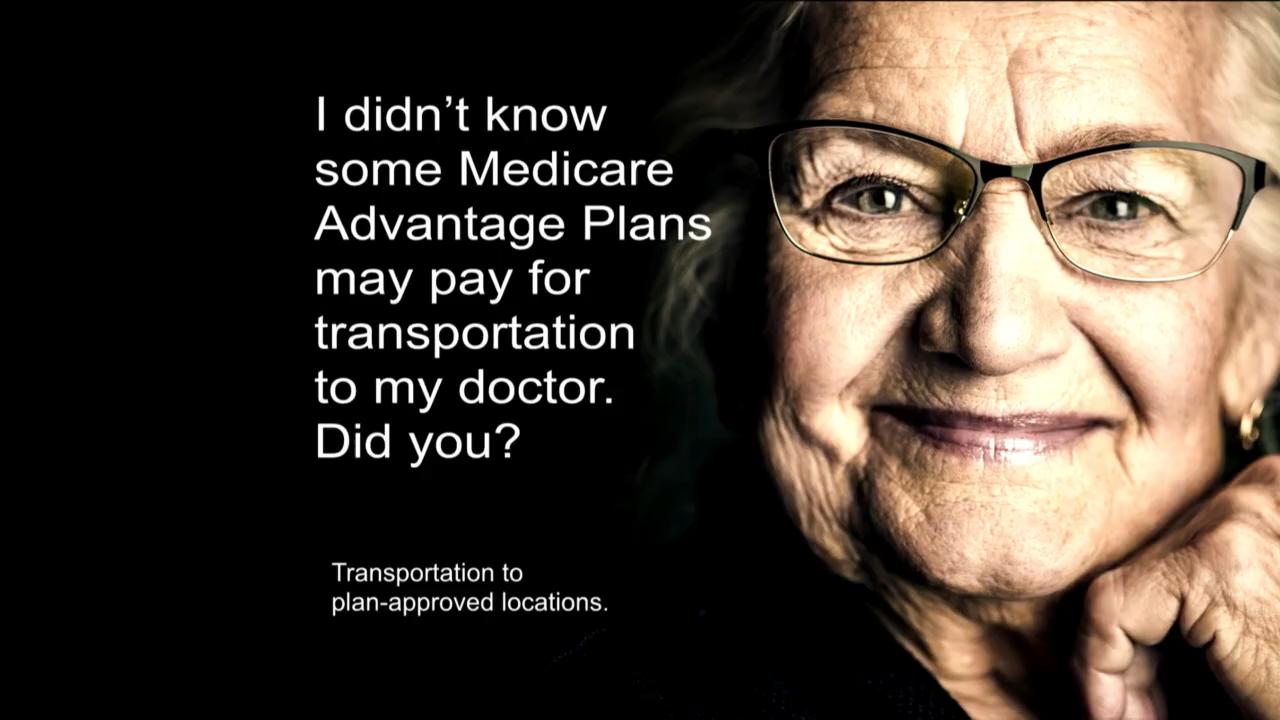 I didn’t know
some Medicare
Advantage Plans
may pay for
transportation
to my doctor.
Did you?
Transportation to
plan-approved locations.